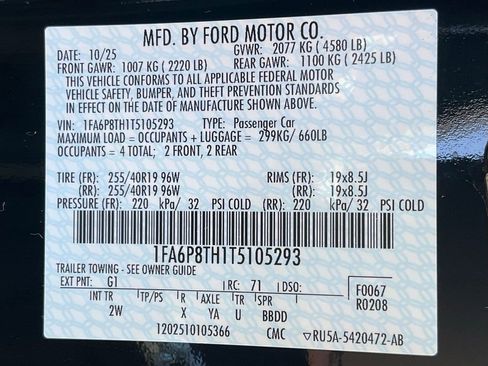 MFD. BY FORD MOTOR CO.
DATE: 10/25 GVWR: 2077 KG ( 4580 LB)
FRONT GAWR: 1007 KG ( 2220 LB) REAR GAWR: 1100 KG ( 2425 LB)
THIS VEHICLE CONFORMS TO ALL APPLICABLE FEDERAL MOTOR
VEHICLE SAFETY, BUMPER, AND THEFT PREVENTION STANDARDS
IN EFFECT ON THE DATE OF MANUFACTURE SHOWN ABOVE.
VIN: 1FA6P8TH1T5105293 TYPE: Passenger Car
MAXIMUM LOAD = OCCUPANTS + LUGGAGE = 299KG/ 660LB
OCCUPANTS = 4 TOTAL; 2 FRONT, 2 REAR
TIRE (FR): 255/40R19 96W RIMS (FR): 19x8.5J
(RR): 255/40R19 96W (RR): 19x8.5J
PRESSURE (FR): 220 kPa/ 32 PSI COLD (RR): 220 kPa/ 32 PSI COLD
1FA6P8TH1T5105293
TRAILER TOWING - SEE OWNER GUIDE
EXT PNT: G1 RC: 71 DSO: F0067
INT TR TP/PS R AXLE TR SPR R0208
2W X YA U BBDD
1202510105366 CMC ▽RU5A-5420472-AB